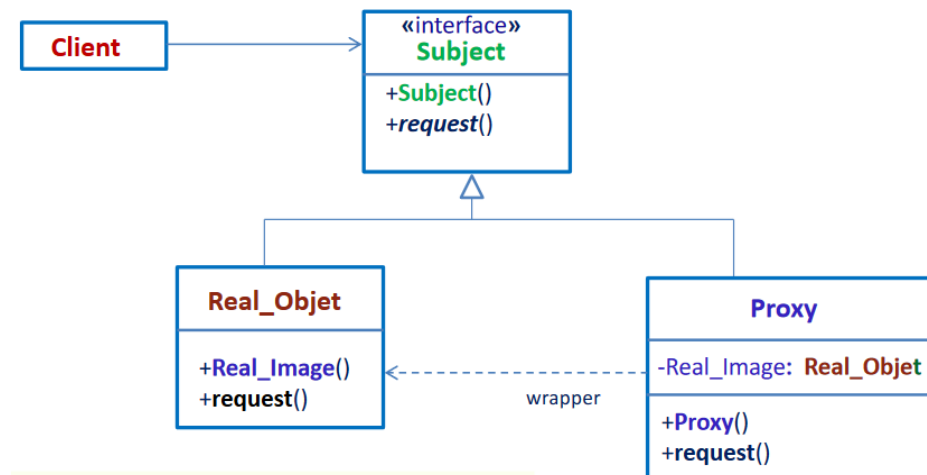 Client
«interface»
Subject
+Subject()
+request()
Real_Objet
+Real_Image()
+request()
wrapper
Proxy
-Real_Image: Real_Objet
+Proxy()
+request()